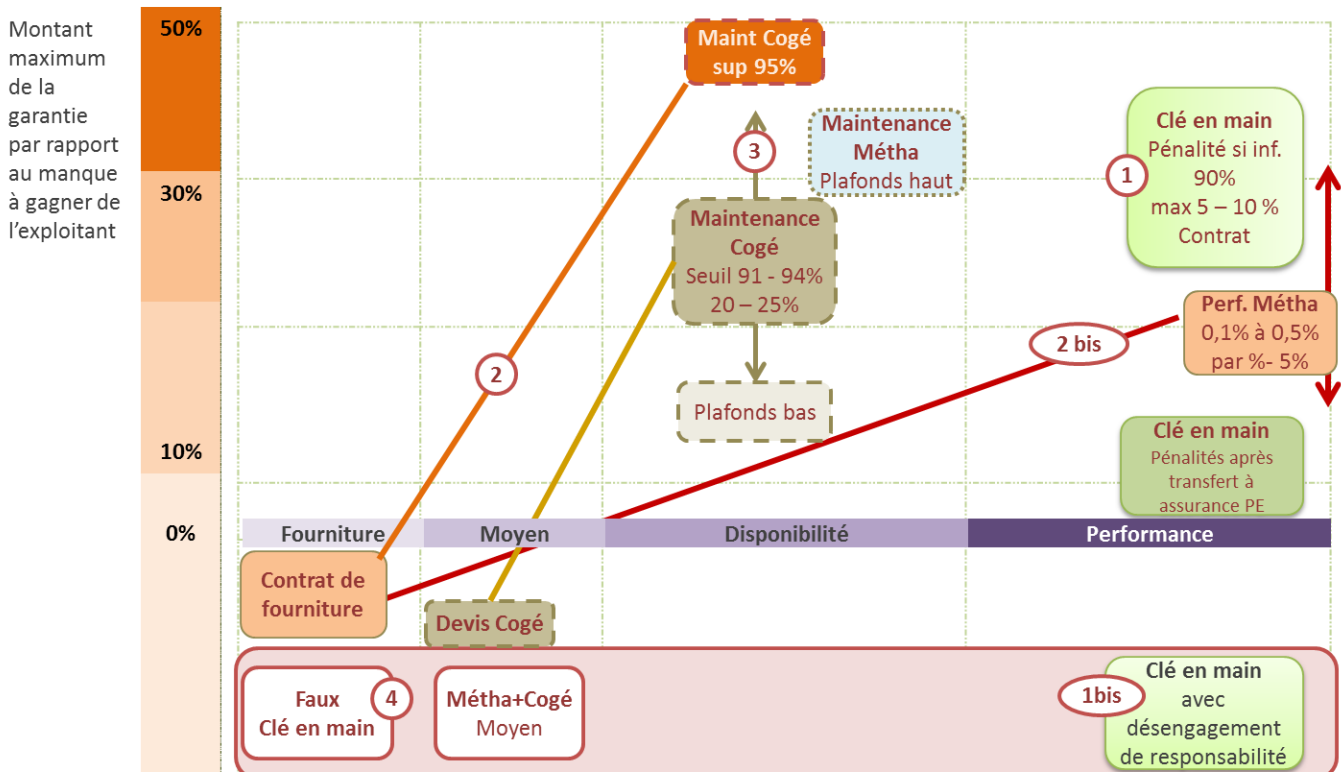 Montant
maximum
de la
garantie
par rapport
au manque
à gagner de
l’exploitant
50%
30%
10%
0%
Maint Cogé
sup 95%
3
Maintenance
Métha
Plafonds haut
Clé en main
Pénalité si inf.
90%
max 5 – 10 %
Contrat
1
Maintenance
Cogé
Seuil 91 - 94%
20 – 25%
2
2 bis
Perf. Métha
0,1% à 0,5%
par %- 5%
Plafonds bas
Clé en main
Pénalités après
transfert à
assurance PE
Fourniture
Moyen
Disponibilité
Performance
Contrat de
fourniture
Devis Cogé
Faux
Clé en main
4
Métha+Cogé
Moyen
1bis
Clé en main
avec
désengagement
de responsabilité